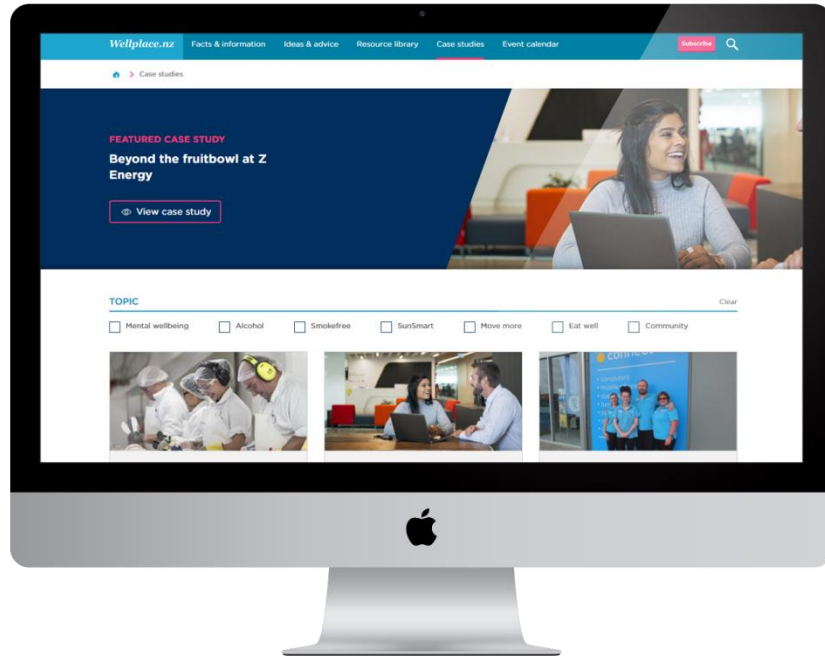 Wellplace.nz Facts & information Ideas & advice Resource library Case studies Event calendar Subscribe
> Case studies
FEATURED CASE STUDY
Beyond the fruitbowl at Z
Energy
View case study
TOPIC Clear
Mental wellbeing Alcohol Smokefree SunSmart Move more Eat well Community
connect
• computers